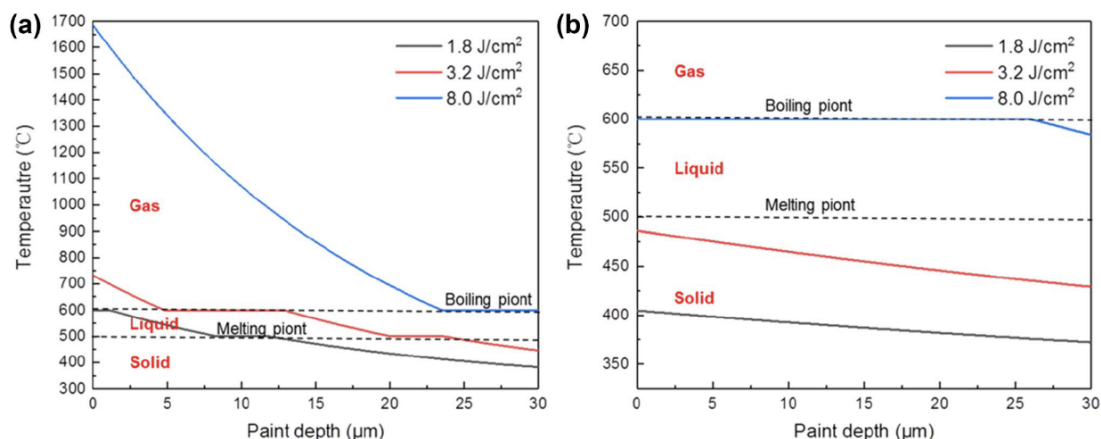 (a)
1700
1600
1500
1400
1300
1200
1100
1000
900
800
700
600
500
400
300
Temperautre (℃)
1.8 J/cm²
3.2 J/cm²
8.0 J/cm²
Gas
Boiling piont
Liquid
Melting piont
Solid
0 5 10 15 20 25 30
Paint depth (μm)
(b)
700
650
600
550
500
450
400
350
Temperautre (℃)
1.8 J/cm²
3.2 J/cm²
8.0 J/cm²
Gas
Boiling piont
Liquid
Melting piont
Solid
0 5 10 15 20 25 30
Paint depth (μm)